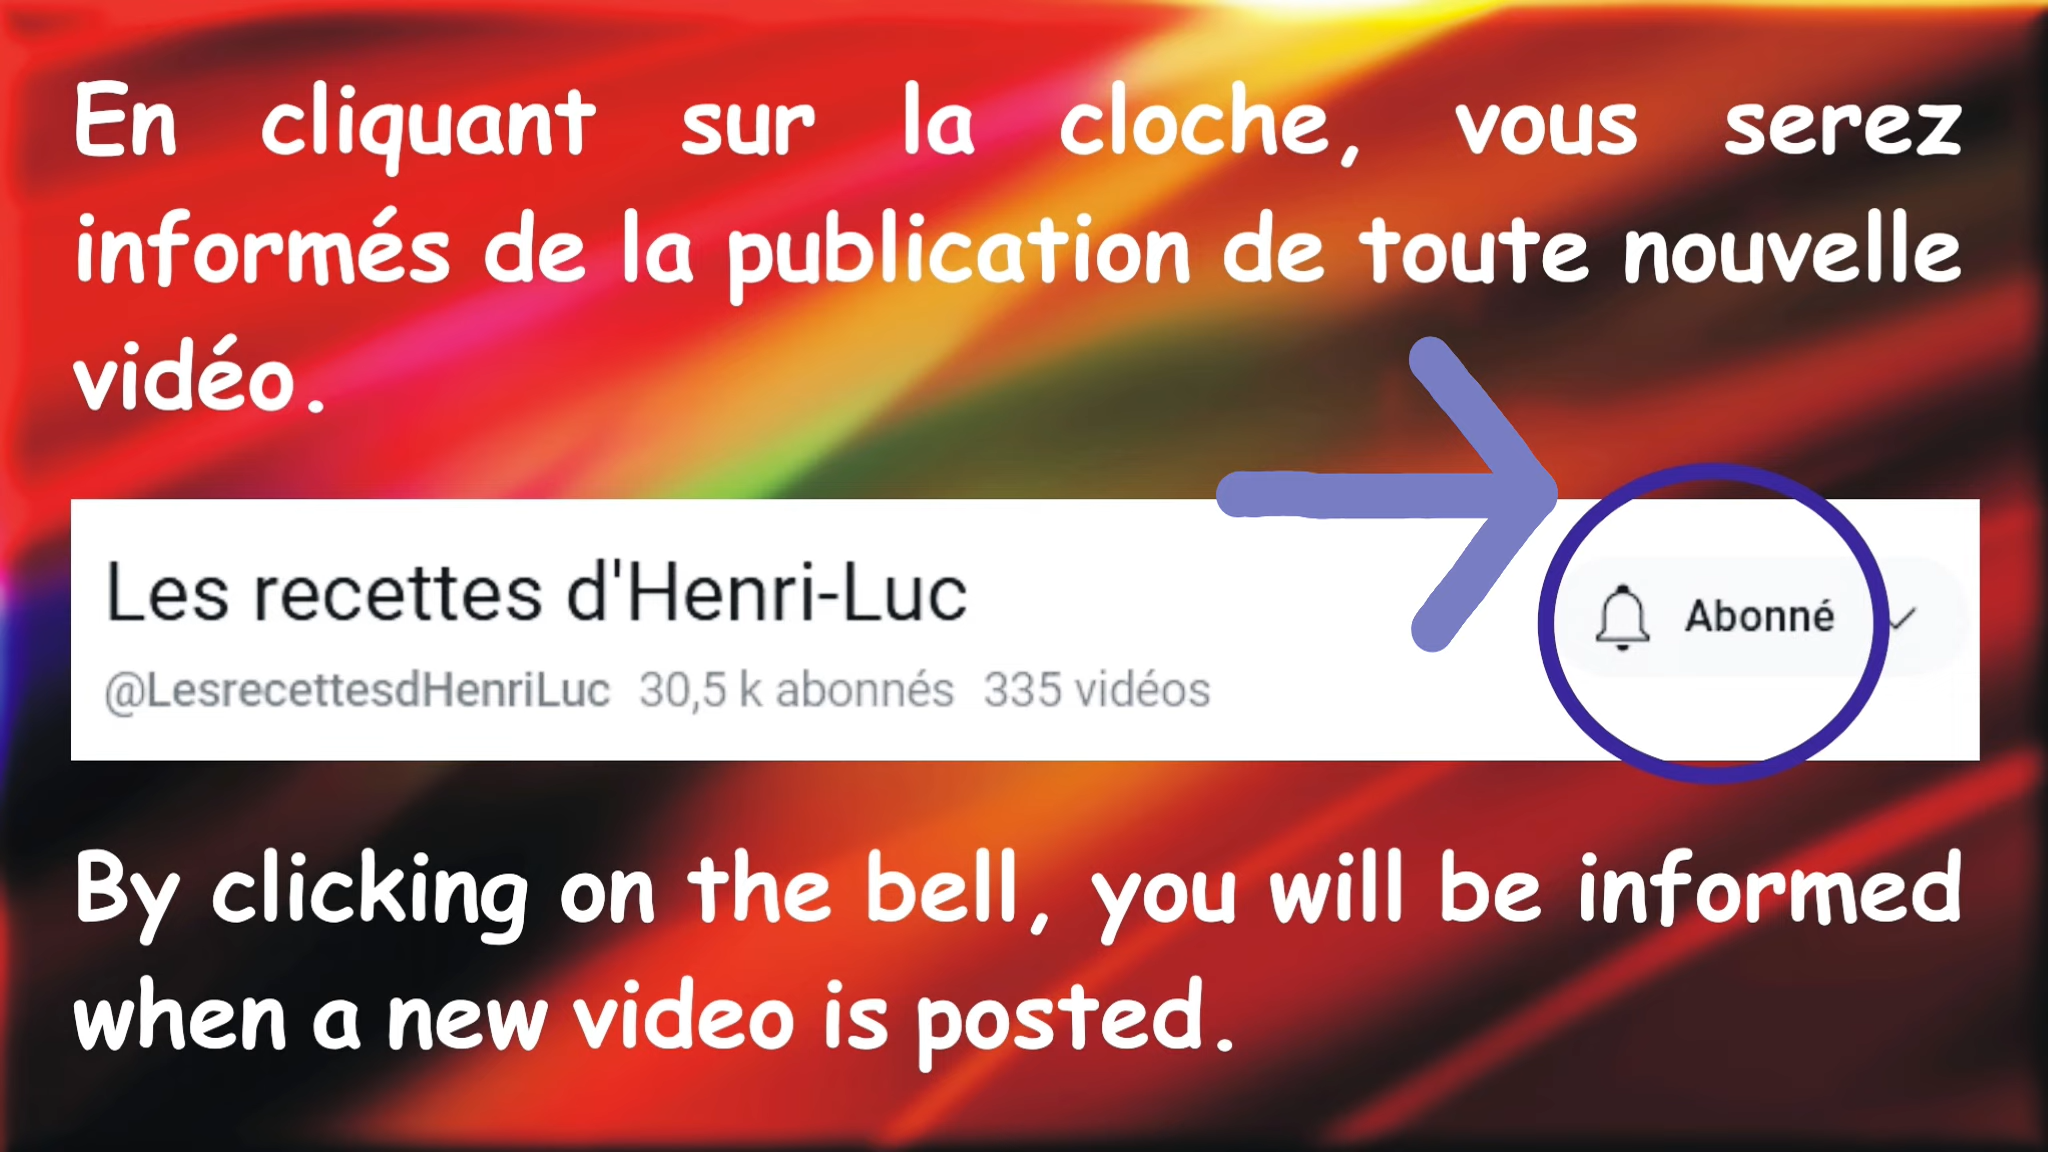 En cliquant sur la cloche, vous serez
informés de la publication de toute nouvelle
vidéo.
Les recettes d'Henri-Luc
Abonné
@LesrecettesdHenriLuc 30,5 k abonnés 335 vidéos
By clicking on the bell, you will be informed
when a new video is posted.